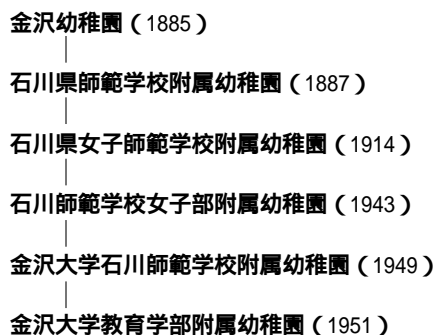 金沢幼稚園（1885）
石川県師範学校附属幼稚園（1887）
石川県女子師範学校附属幼稚園（1914）
石川師範学校女子部附属幼稚園（1943）
金沢大学石川師範学校附属幼稚園（1949）
金沢大学教育学部附属幼稚園（1951）